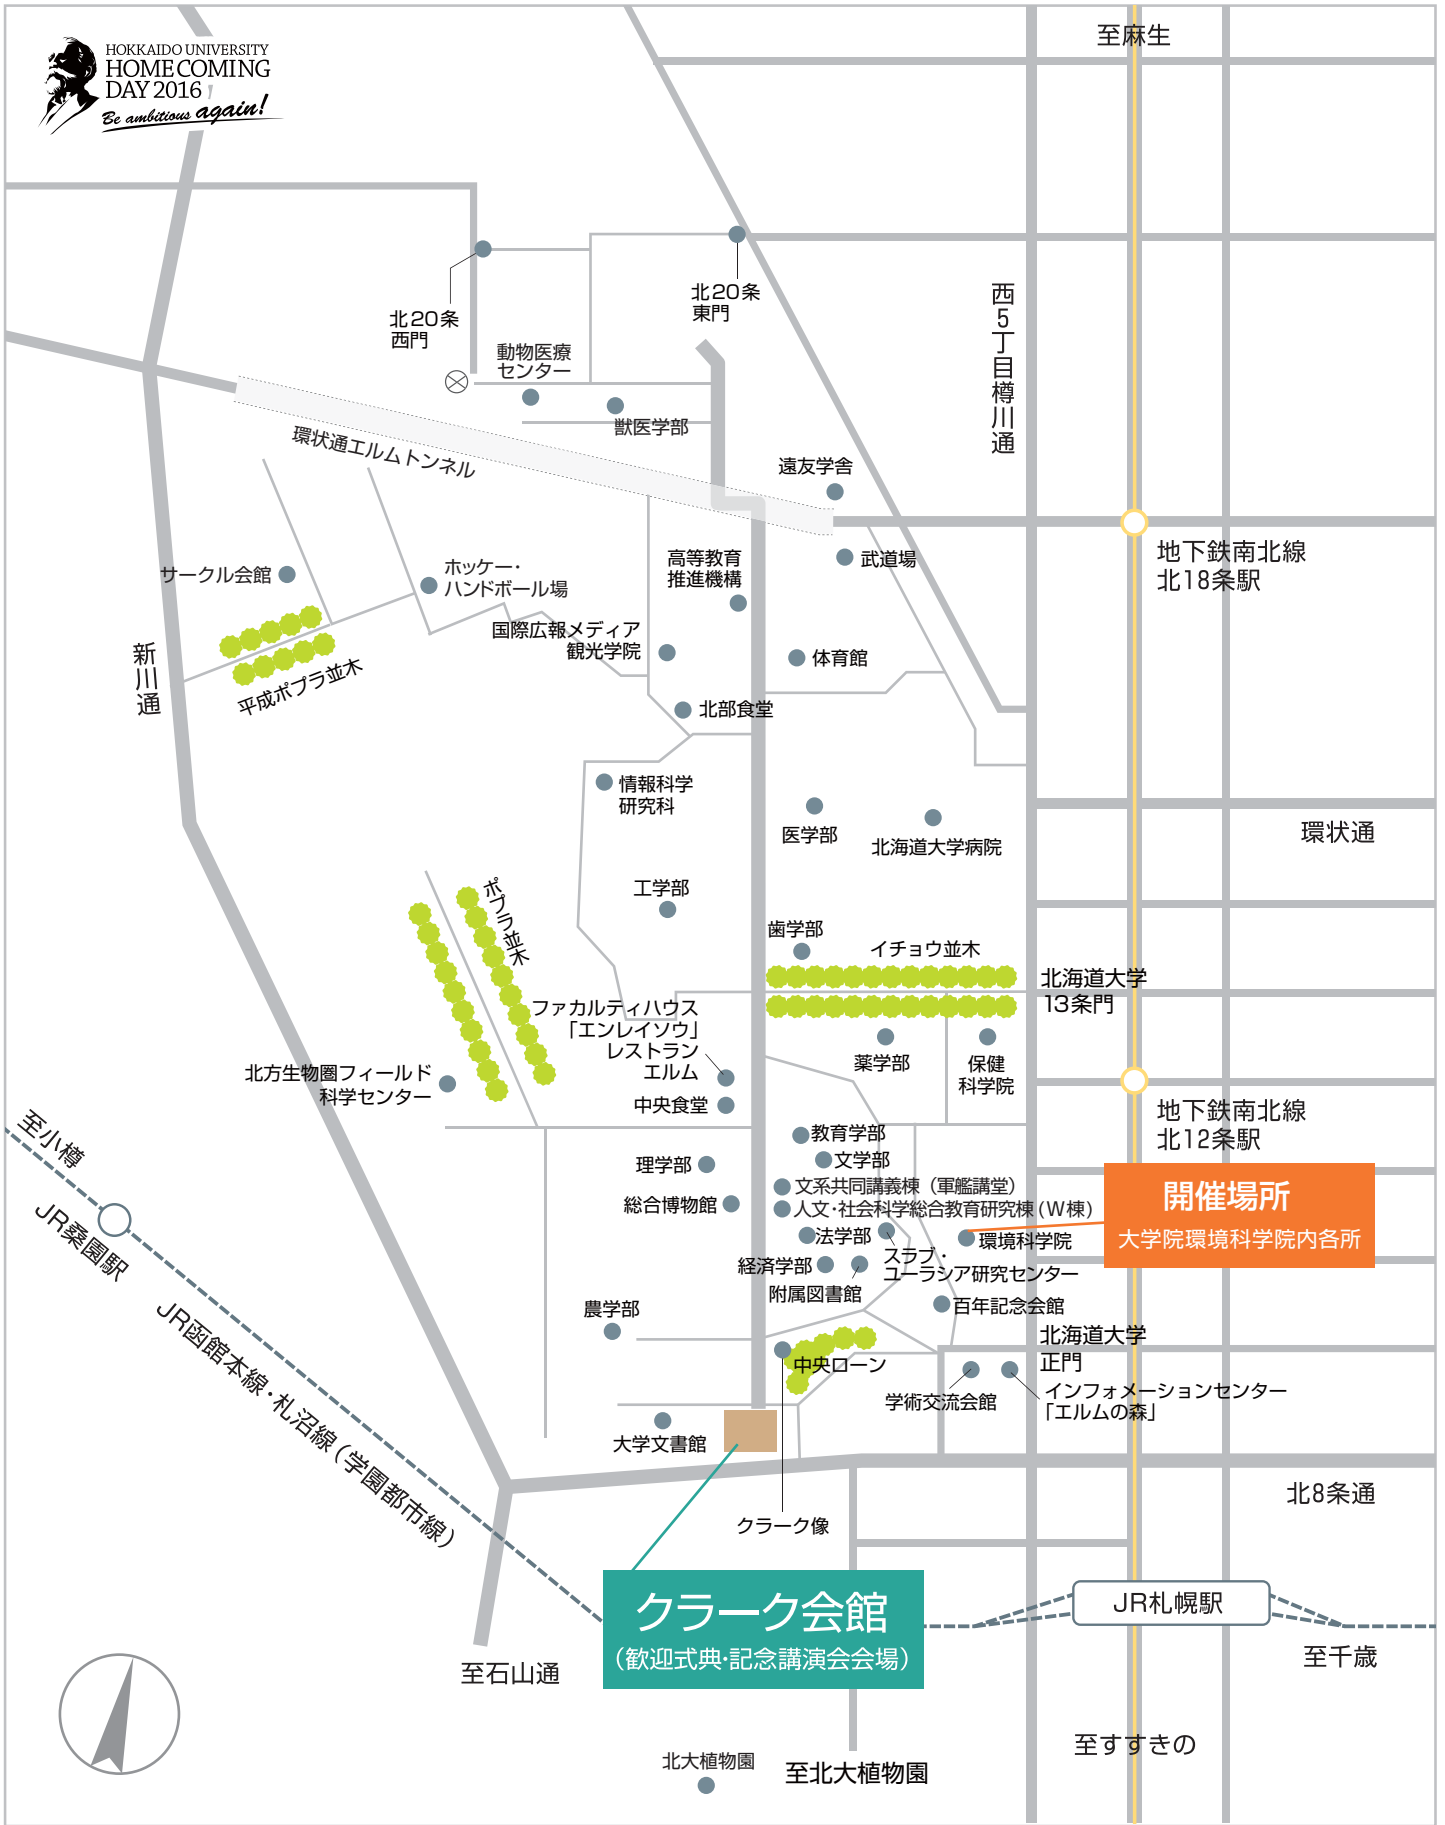 HOKKAIDO UNIVERSITY
HOME COMING
DAY 2016
Be ambitious again!
至麻生
北20条
西門
北20条
東門
西5丁目樽川通
動物医療
センター
獣医学部
環状通エルムトンネル
遠友学舎
地下鉄南北線
北18条駅
武道場
高等教育
推進機構
サークル会館
ホッケー・
ハンドボール場
国際広報メディア
観光学院
体育館
新川通
平成ポプラ並木
北部食堂
情報科学
研究科
医学部
北海道大学病院
環状通
工学部
ポプラ並木
歯学部
イチョウ並木
北海道大学
13条門
ファカルティハウス
「エンレイソウ」
レストラン
エルム
薬学部
保健
科学院
北方生物圏フィールド
科学センター
中央食堂
地下鉄南北線
北12条駅
至小樽
教育学部
文学部
理学部
文系共同講義棟（軍艦講堂）
総合博物館
人文・社会科学総合教育研究棟(W棟)
開催場所
大学院環境科学院内各所
JR桑園駅
法学部
環境科学院
スラブ・
ユーラシア研究センター
経済学部
附属図書館
百年記念会館
農学部
JR函館本線・札沼線（学園都市線）
北海道大学
正門
中央ローン
学術交流会館
インフォメーションセンター
「エルムの森」
大学文書館
北8条通
クラーク像
クラーク会館
（歓迎式典・記念講演会会場）
JR札幌駅
至石山通
至千歳
至すすきの
北大植物園
至北大植物園